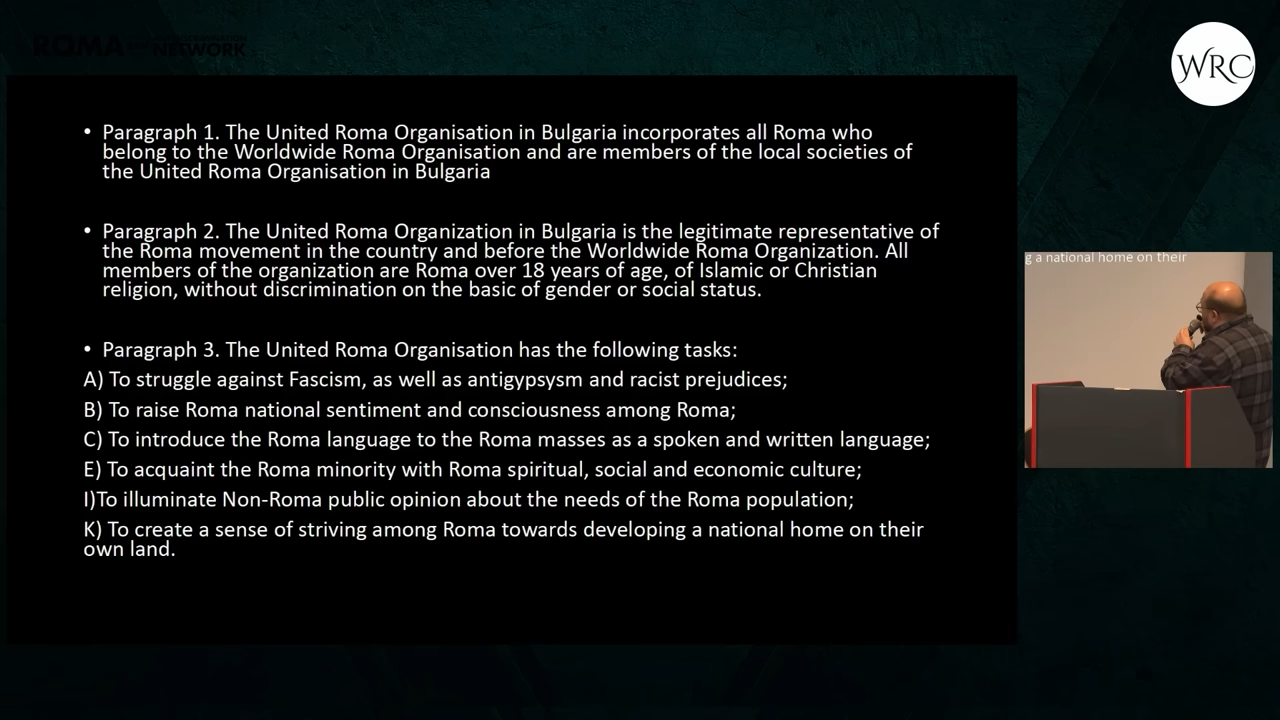 ROMA
NETWORK
WRC
• Paragraph 1. The United Roma Organisation in Bulgaria incorporates all Roma who
belong to the Worldwide Roma Organisation and are members of the local societies of
the United Roma Organisation in Bulgaria
• Paragraph 2. The United Roma Organization in Bulgaria is the legitimate representative of
the Roma movement in the country and before the Worldwide Roma Organization. All
members of the organization are Roma over 18 years of age, of Islamic or Christian
religion, without discrimination on the basic of gender or social status.
• Paragraph 3. The United Roma Organisation has the following tasks:
A) To struggle against Fascism, as well as antigypsysm and racist prejudices;
B) To raise Roma national sentiment and consciousness among Roma;
C) To introduce the Roma language to the Roma masses as a spoken and written language;
E) To acquaint the Roma minority with Roma spiritual, social and economic culture;
I)To illuminate Non-Roma public opinion about the needs of the Roma population;
K) To create a sense of striving among Roma towards developing a national home on their
own land.
g a national home on their